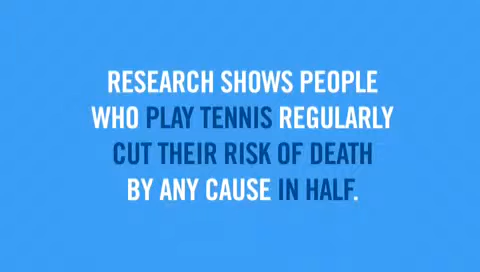 RESEARCH SHOWS PEOPLE
WHO PLAY TENNIS REGULARLY
CUT THEIR RISK OF DEATH
BY ANY CAUSE IN HALF.